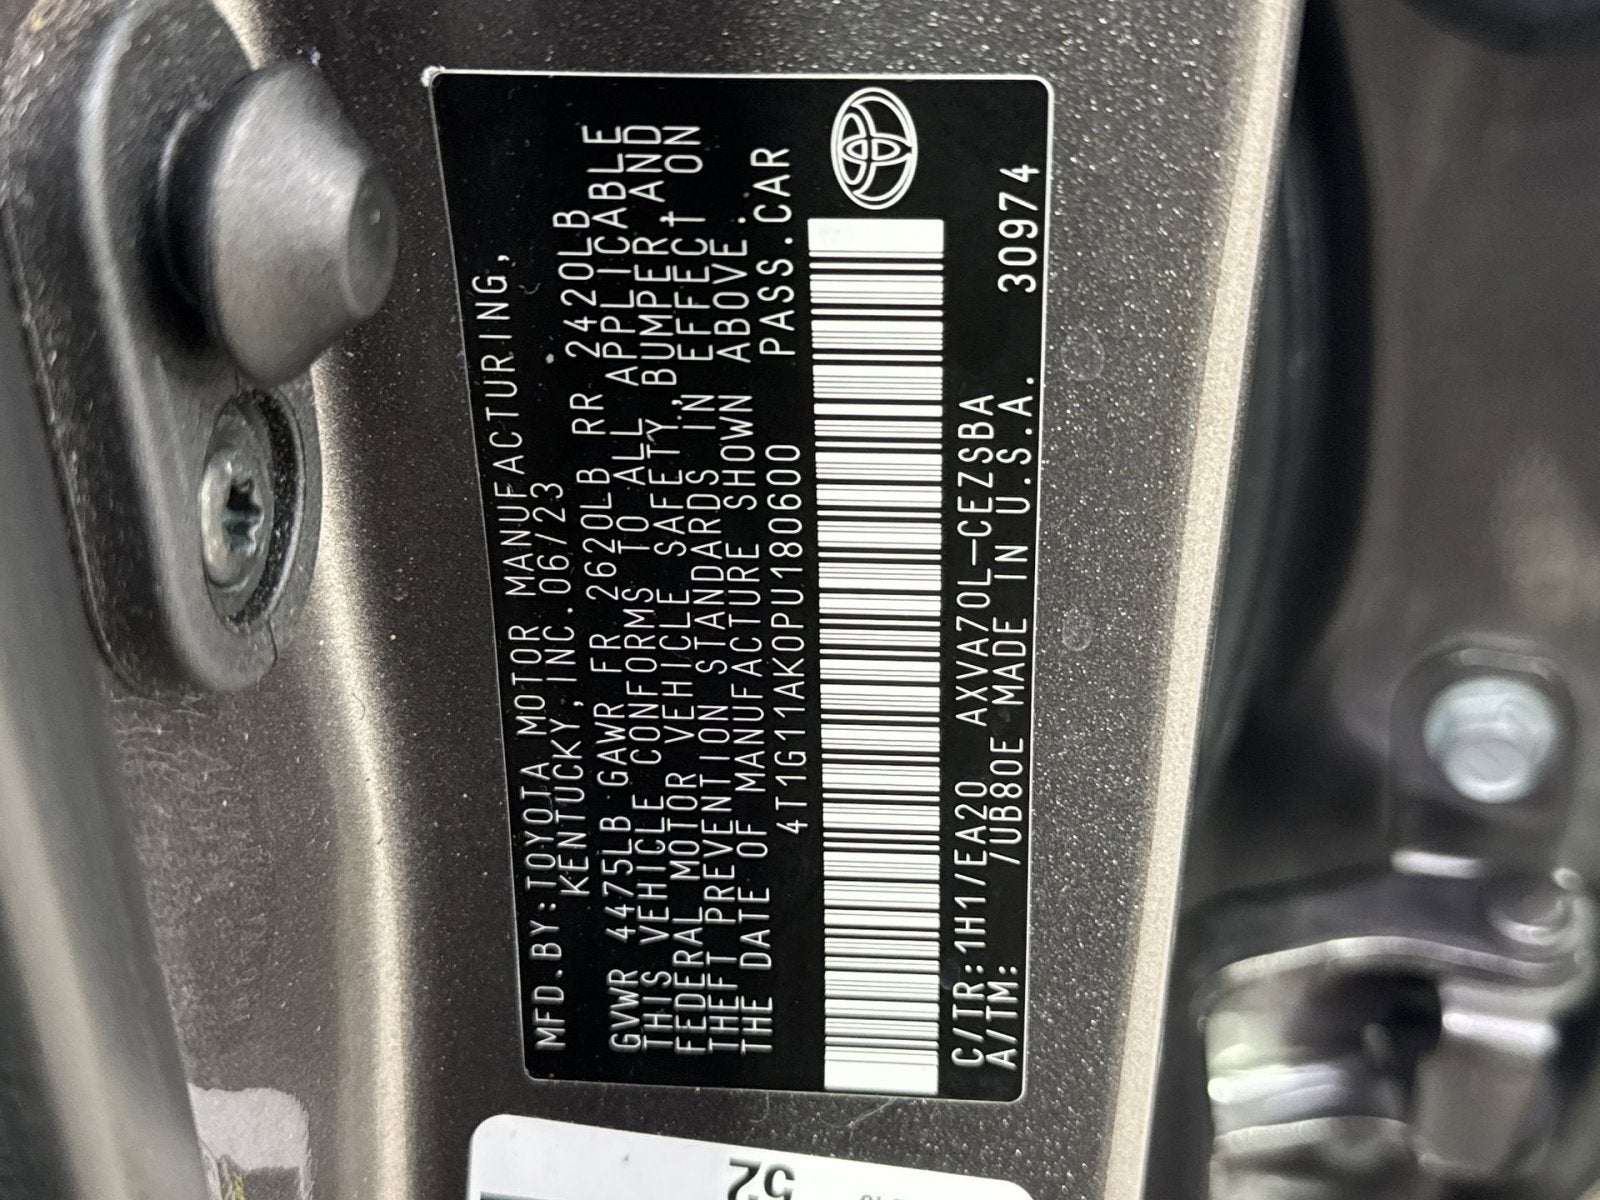 MFD.BY:TOYOTA MOTOR MANUFACTURING,
KENTUCKY,INC.06/23
GVWR 4475LB GAWR FR 2620LB RR 2420LB
THIS VEHICLE CONFORMS TO ALL APPLICABLE
FEDERAL MOTOR VEHICLE SAFETY,BUMPER,AND
THEFT PREVENTION STANDARDS IN EFFECT ON
THE DATE OF MANUFACTURE SHOWN ABOVE.
4T1G11AK0PU180600 PASS.CAR
C/TR:1H1/EA20 AXVA70L-CEZSBA
A/TM: /UB80E MADE IN U.S.A. 30974
52